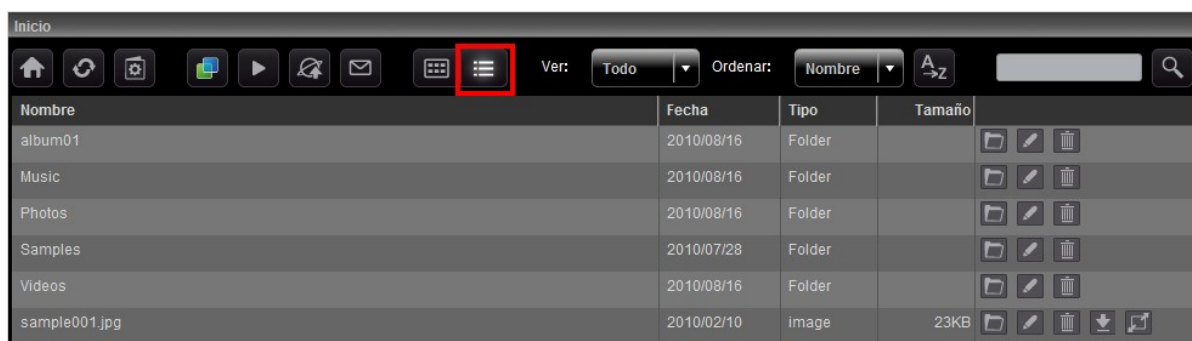 Inicio
Ver: Todo Ordenar: Nombre A→Z
Nombre Fecha Tipo Tamaño
album01 2010/08/16 Folder
Music 2010/08/16 Folder
Photos 2010/08/16 Folder
Samples 2010/07/28 Folder
Videos 2010/08/16 Folder
sample001.jpg 2010/02/10 image 23KB